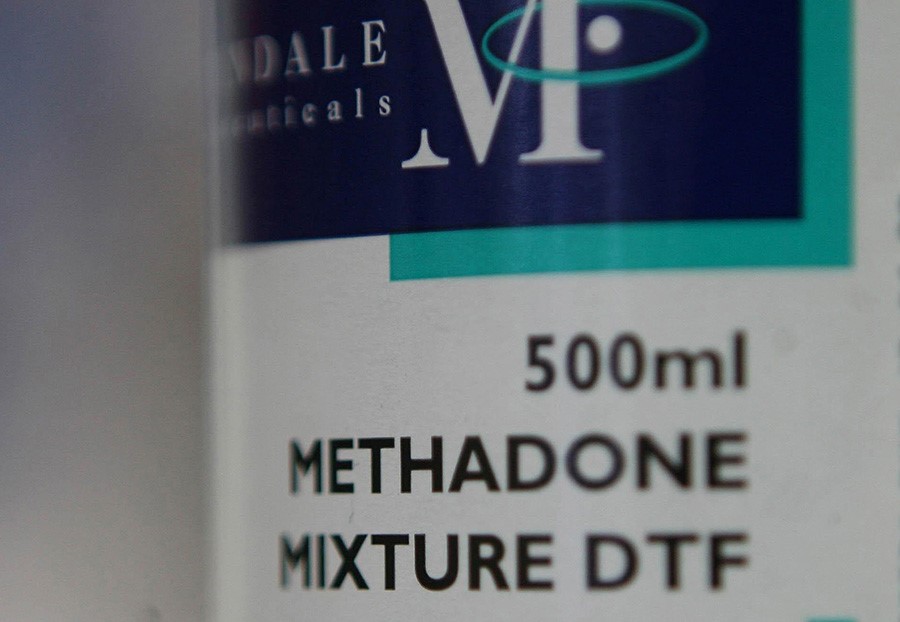 NDALE
euticals
M
500ml
METHADONE
MIXTURE DTF